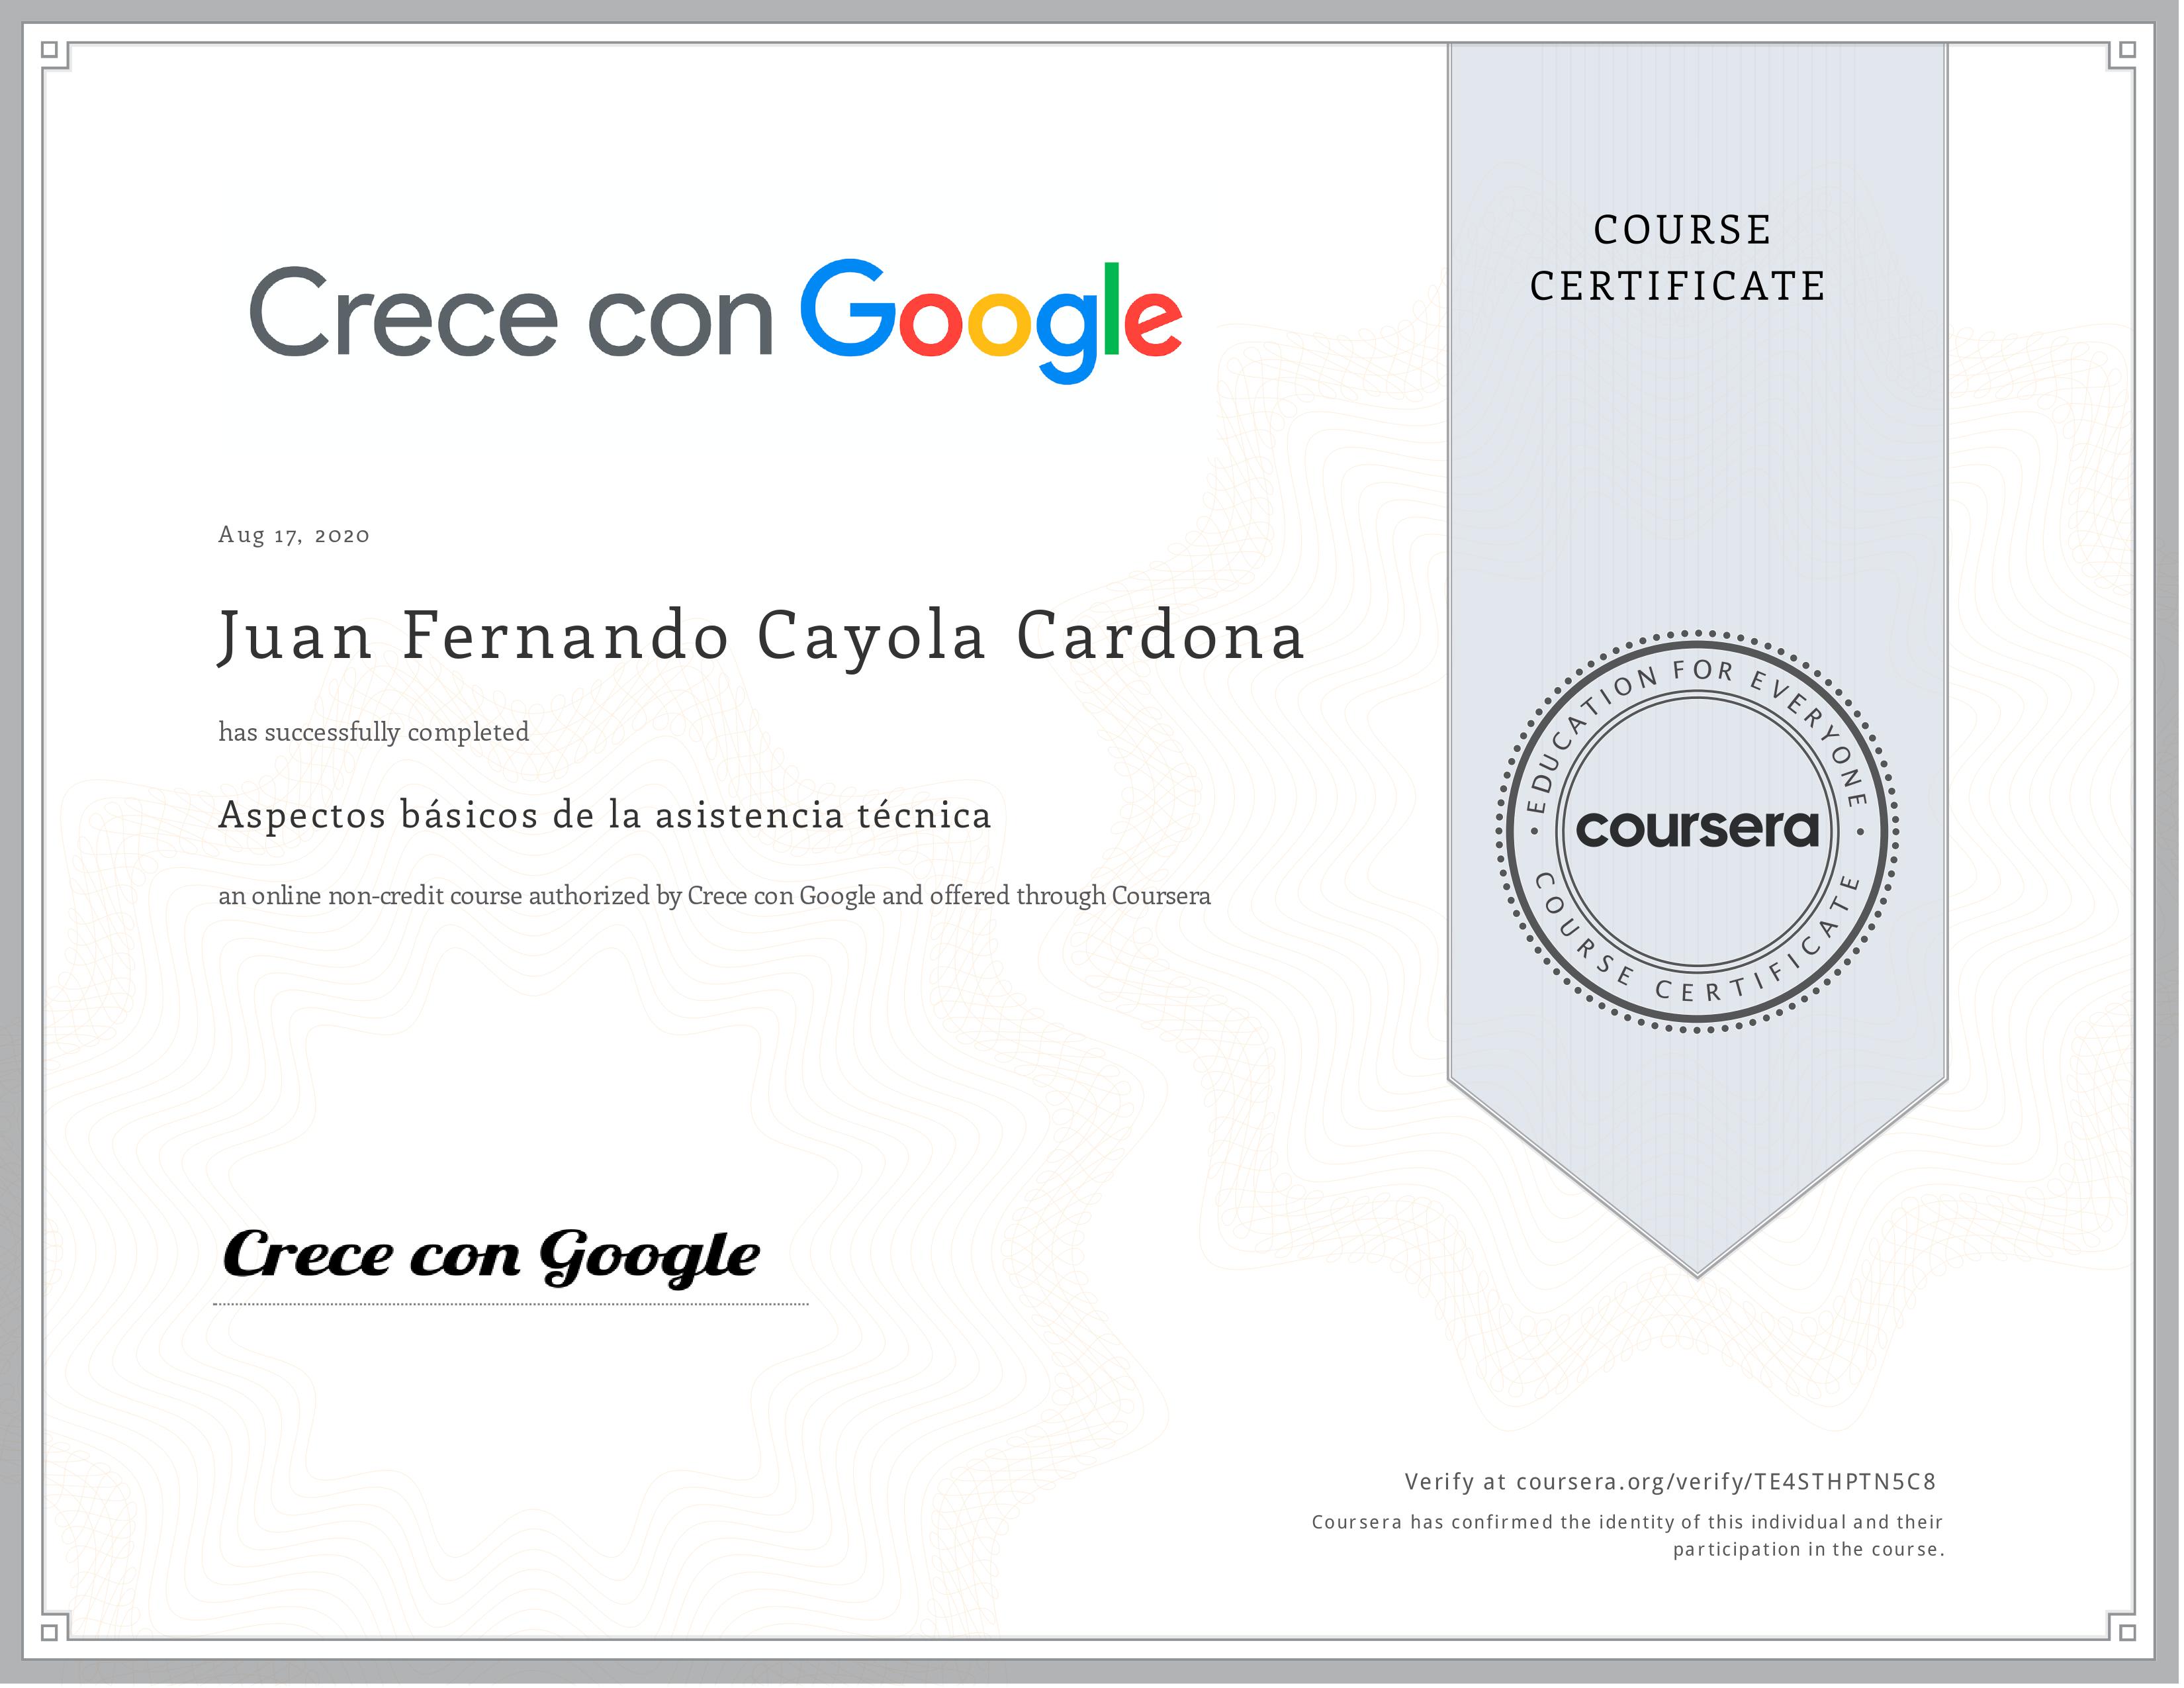 COURSE
CERTIFICATE
Crece con Google
Aug 17, 2020
Juan Fernando Cayola Cardona
has successfully completed
Aspectos básicos de la asistencia técnica
an online non-credit course authorized by Crece con Google and offered through Coursera
EDUCATION FOR EVERYONE
coursera
COURSE CERTIFICATE
Crece con Google
Verify at coursera.org/verify/TE4STHPTN5C8
Coursera has confirmed the identity of this individual and their
participation in the course.